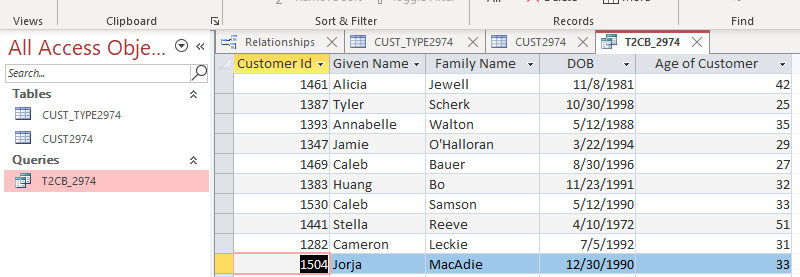 Views Clipboard Sort & Filter Records Find
All Access Obje...
Search...
Tables
CUST_TYPE2974
CUST2974
Queries
T2CB_2974
Relationships CUST_TYPE2974 CUST2974 T2CB_2974
Customer Id Given Name Family Name DOB Age of Customer
1461 Alicia Jewell 11/8/1981 42
1387 Tyler Scherk 10/30/1998 25
1393 Annabelle Walton 5/12/1988 35
1347 Jamie O'Halloran 3/22/1994 29
1469 Caleb Bauer 8/30/1996 27
1383 Huang Bo 11/23/1991 32
1530 Caleb Samson 5/12/1990 33
1441 Stella Reeve 4/10/1972 51
1282 Cameron Leckie 7/5/1992 31
1504 Jorja MacAdie 12/30/1990 33